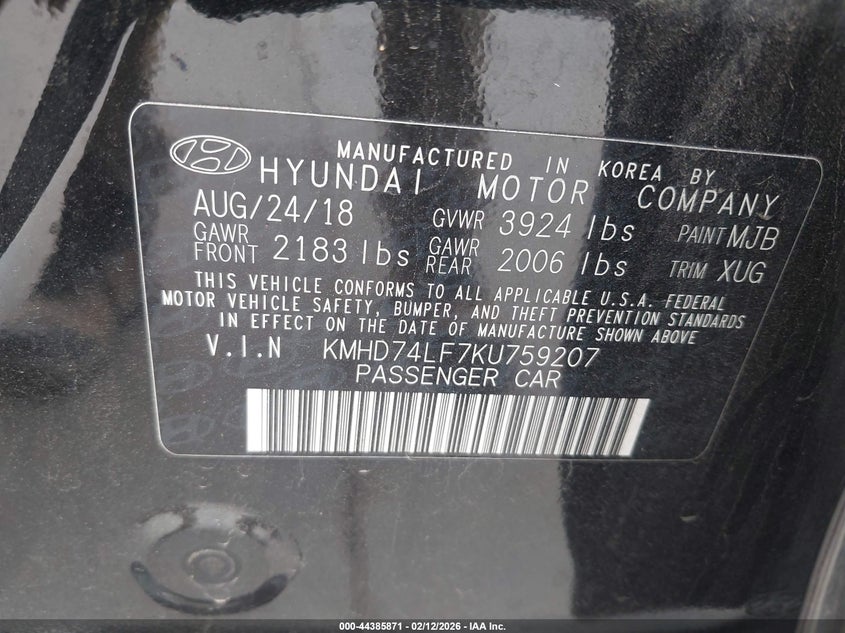 MANUFACTURED IN KOREA BY
HYUNDAI MOTOR COMPANY
AUG/24/18 GVWR 3924 lbs PAINT MJB
GAWR FRONT 2183 lbs GAWR REAR 2006 lbs TRIM XUG
THIS VEHICLE CONFORMS TO ALL APPLICABLE U.S.A. FEDERAL
MOTOR VEHICLE SAFETY, BUMPER, AND THEFT PREVENTION STANDARDS
IN EFFECT ON THE DATE OF MANUFACTURE SHOWN ABOVE
V.I.N KMHD74LF7KU759207
PASSENGER CAR
000-44385871 - 02/12/2026 - IAA Inc.